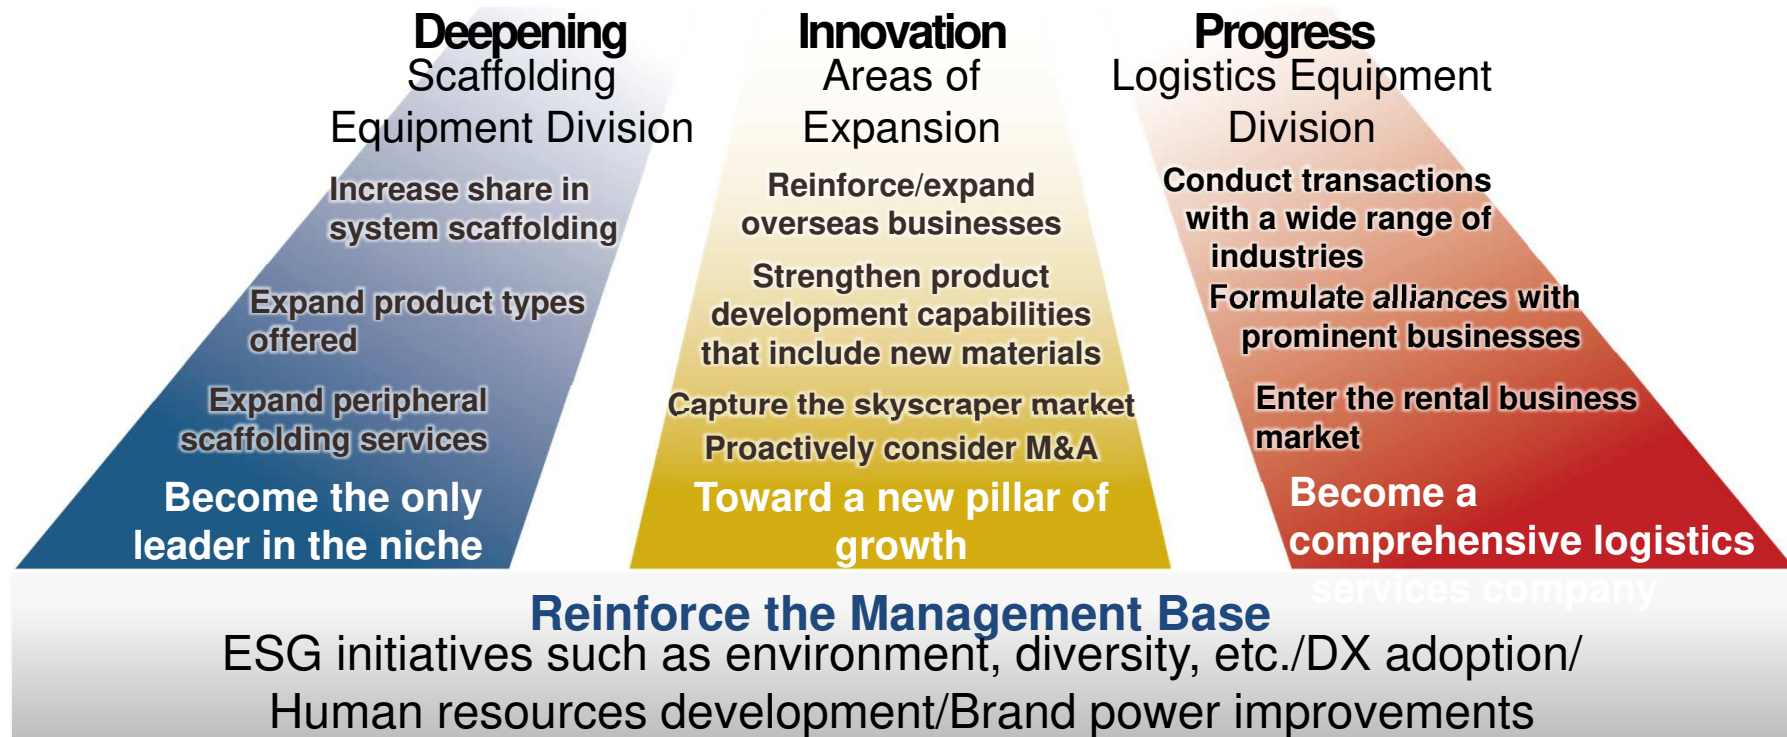 Deepening
Scaffolding
Equipment Division
Increase share in
system scaffolding
Expand product types
offered
Expand peripheral
scaffolding services
Become the only
leader in the niche
Innovation
Areas of
Expansion
Reinforce/expand
overseas businesses
Strengthen product
development capabilities
that include new materials
Capture the skyscraper market
Proactively consider M&A
Toward a new pillar of
growth
Progress
Logistics Equipment
Division
Conduct transactions
with a wide range of
industries
Formulate alliances with
prominent businesses
Enter the rental business
market
Become a
comprehensive logistics
services company
Reinforce the Management Base
ESG initiatives such as environment, diversity, etc./DX adoption/
Human resources development/Brand power improvements